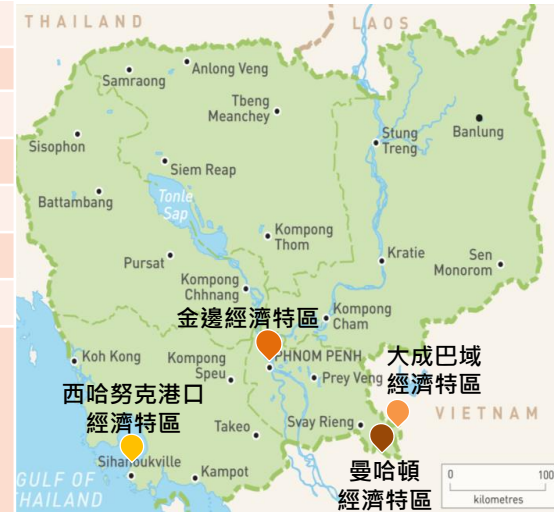 THAILAND
LAOS
Samraong
Anlong Veng
Tbeng
Meanchey
Sisophon
Stung
Treng
Banlung
Siem Reap
Battambang
Tonle
Sap
Kompong
Thom
Pursat
Kratie
Sen
Monorom
Kompong
Chhnang
Kompong
Cham
金邊經濟特區
PHNOM PENH
Koh Kong
Kompong
Speu
Prey Veng
大成巴域
經濟特區
西哈努克港口
經濟特區
Takeo
Svay Rieng
VIETNAM
Sihanoukville
Kampot
曼哈頓
經濟特區
GULF OF
THAILAND
0 100
kilometres